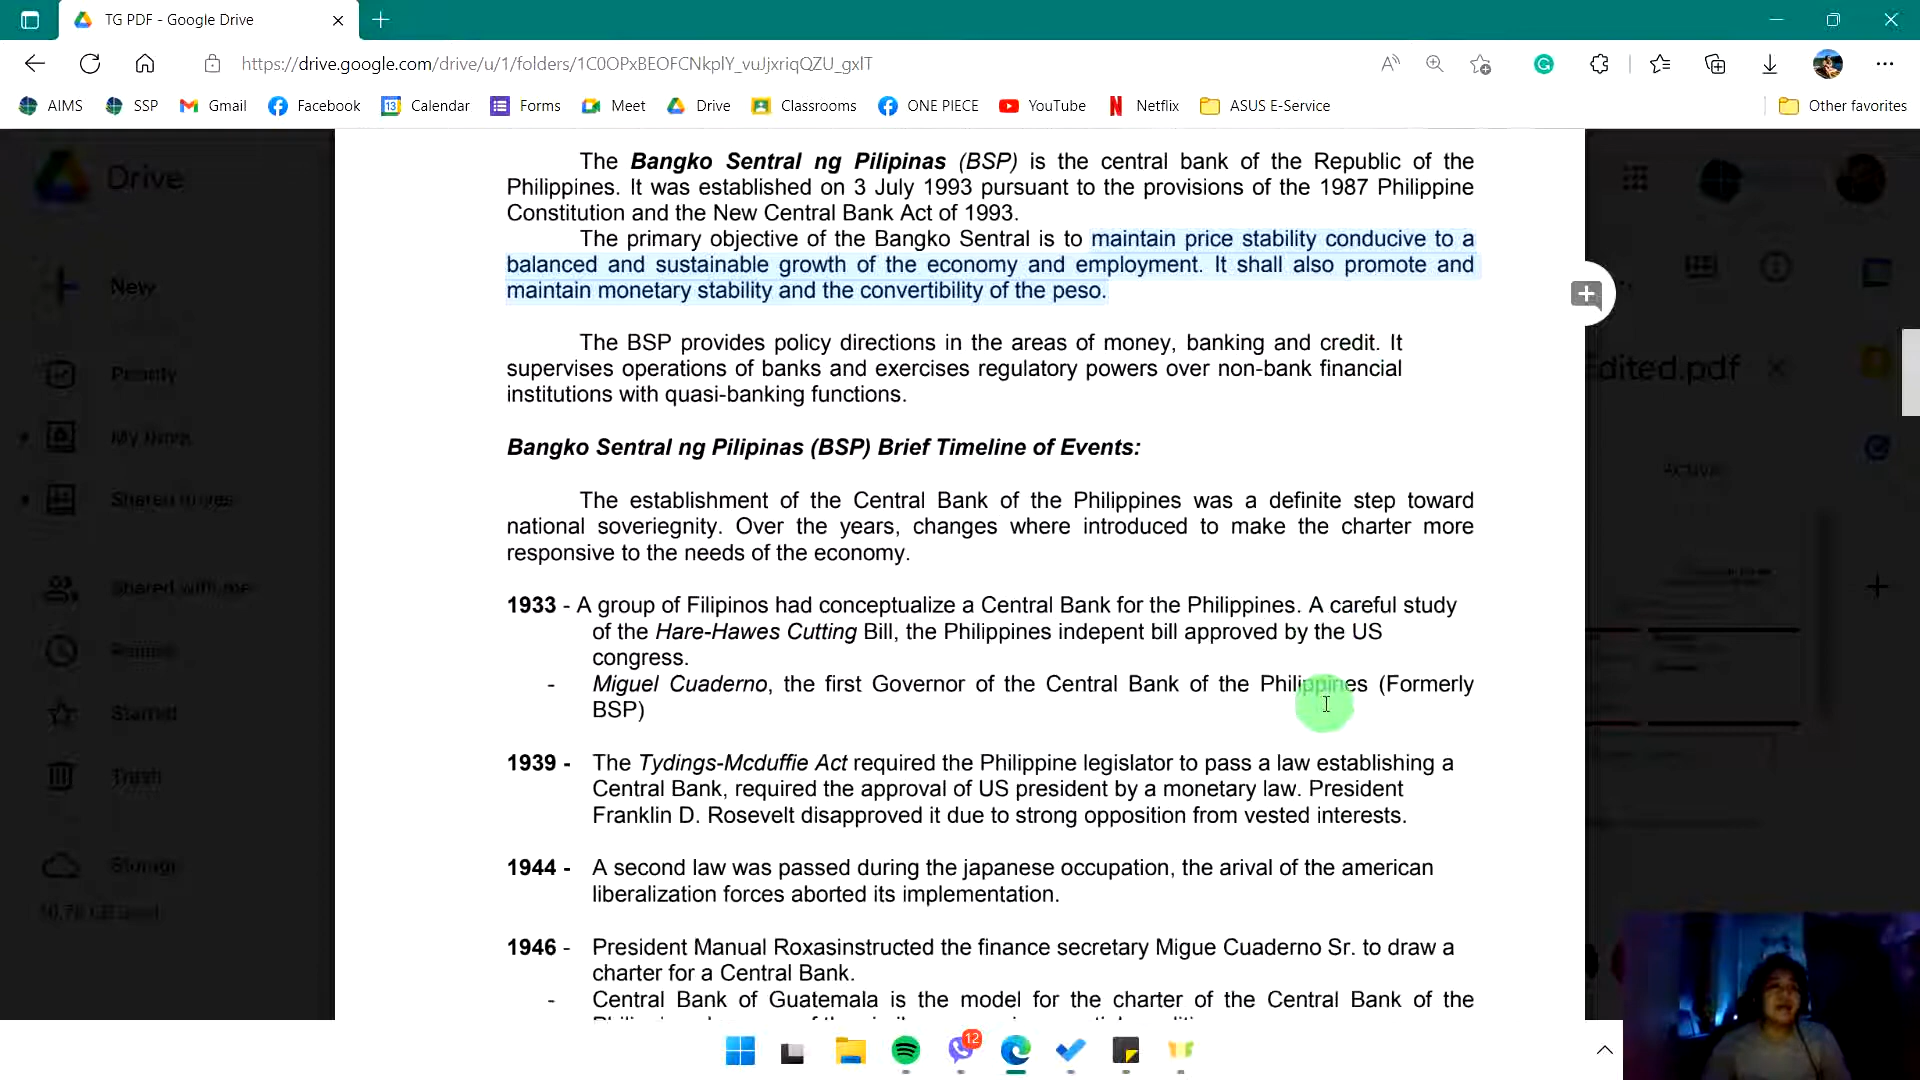 TG PDF - Google Drive
https://drive.google.com/drive/u/1/folders/1C0OPxBEOFCNkplY_vuJjxriqQZU_gxlT
AIMS SSP Gmail Facebook Calendar Forms Meet Drive Classrooms ONE PIECE YouTube Netflix ASUS E-Service Other favorites
Drive
New
Priority
My Drive
Shared drives
Shared with me
Recent
Starred
Trash
Storage
Edited.pdf
The Bangko Sentral ng Pilipinas (BSP) is the central bank of the Republic of the
Philippines. It was established on 3 July 1993 pursuant to the provisions of the 1987 Philippine
Constitution and the New Central Bank Act of 1993.
The primary objective of the Bangko Sentral is to maintain price stability conducive to a
balanced and sustainable growth of the economy and employment. It shall also promote and
maintain monetary stability and the convertibility of the peso.
The BSP provides policy directions in the areas of money, banking and credit. It
supervises operations of banks and exercises regulatory powers over non-bank financial
institutions with quasi-banking functions.
Bangko Sentral ng Pilipinas (BSP) Brief Timeline of Events:
The establishment of the Central Bank of the Philippines was a definite step toward
national soveriegnity. Over the years, changes where introduced to make the charter more
responsive to the needs of the economy.
1933 - A group of Filipinos had conceptualize a Central Bank for the Philippines. A careful study
of the Hare-Hawes Cutting Bill, the Philippines indepent bill approved by the US
congress.
- Miguel Cuaderno, the first Governor of the Central Bank of the Philippines (Formerly
BSP)
1939 - The Tydings-Mcduffie Act required the Philippine legislator to pass a law establishing a
Central Bank, required the approval of US president by a monetary law. President
Franklin D. Rosevelt disapproved it due to strong opposition from vested interests.
1944 - A second law was passed during the japanese occupation, the arival of the american
liberalization forces aborted its implementation.
1946 - President Manual Roxasinstructed the finance secretary Migue Cuaderno Sr. to draw a
charter for a Central Bank.
- Central Bank of Guatemala is the model for the charter of the Central Bank of the
12